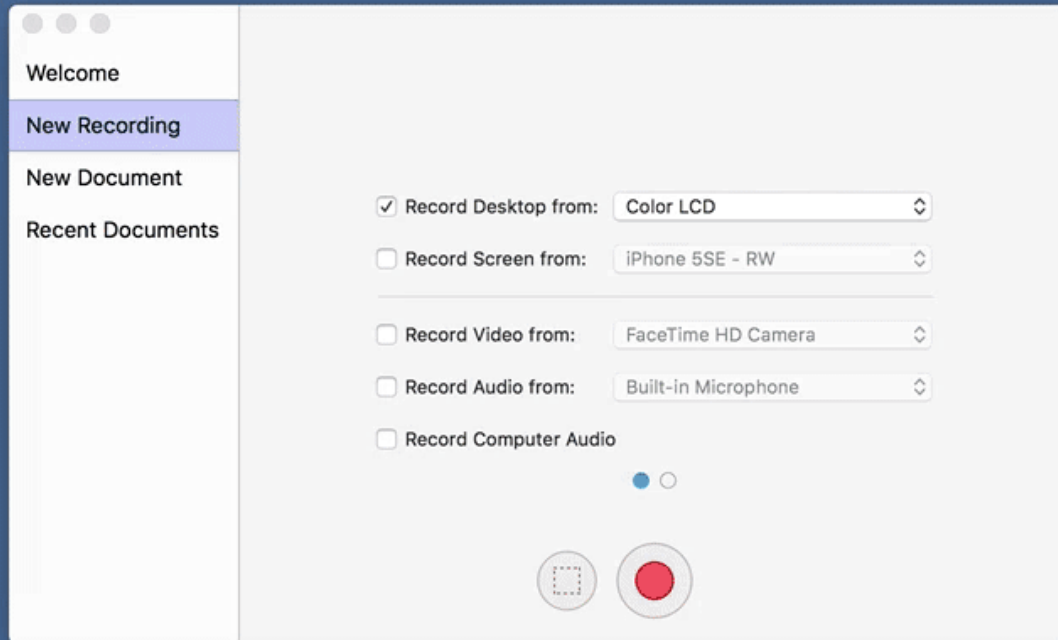 Welcome
New Recording
New Document
Recent Documents
Record Desktop from: Color LCD
Record Screen from: iPhone 5SE - RW
Record Video from: FaceTime HD Camera
Record Audio from: Built-in Microphone
Record Computer Audio